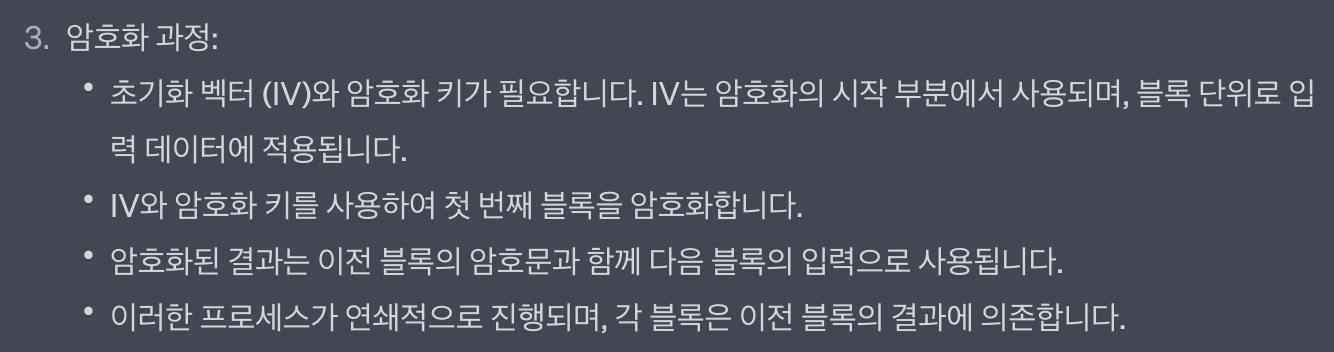 3. 암호화 과정:
• 초기화 벡터 (IV)와 암호화 키가 필요합니다. IV는 암호화의 시작 부분에서 사용되며, 블록 단위로 입
력 데이터에 적용됩니다.
• IV와 암호화 키를 사용하여 첫 번째 블록을 암호화합니다.
• 암호화된 결과는 이전 블록의 암호문과 함께 다음 블록의 입력으로 사용됩니다.
• 이러한 프로세스가 연쇄적으로 진행되며, 각 블록은 이전 블록의 결과에 의존합니다.